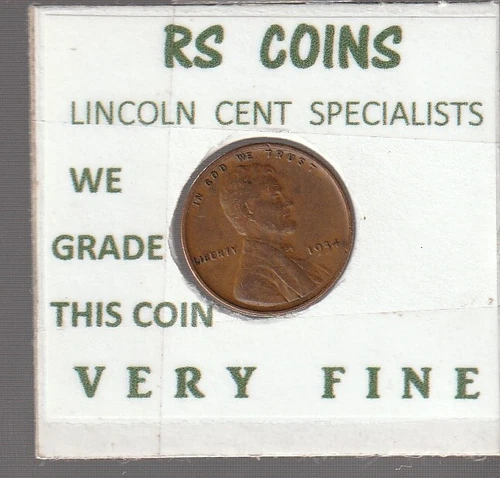 RS COINS
LINCOLN CENT SPECIALISTS
WE
GRADE
THIS COIN
VERY FINE
IN GOD WE TRUST
LIBERTY
1934